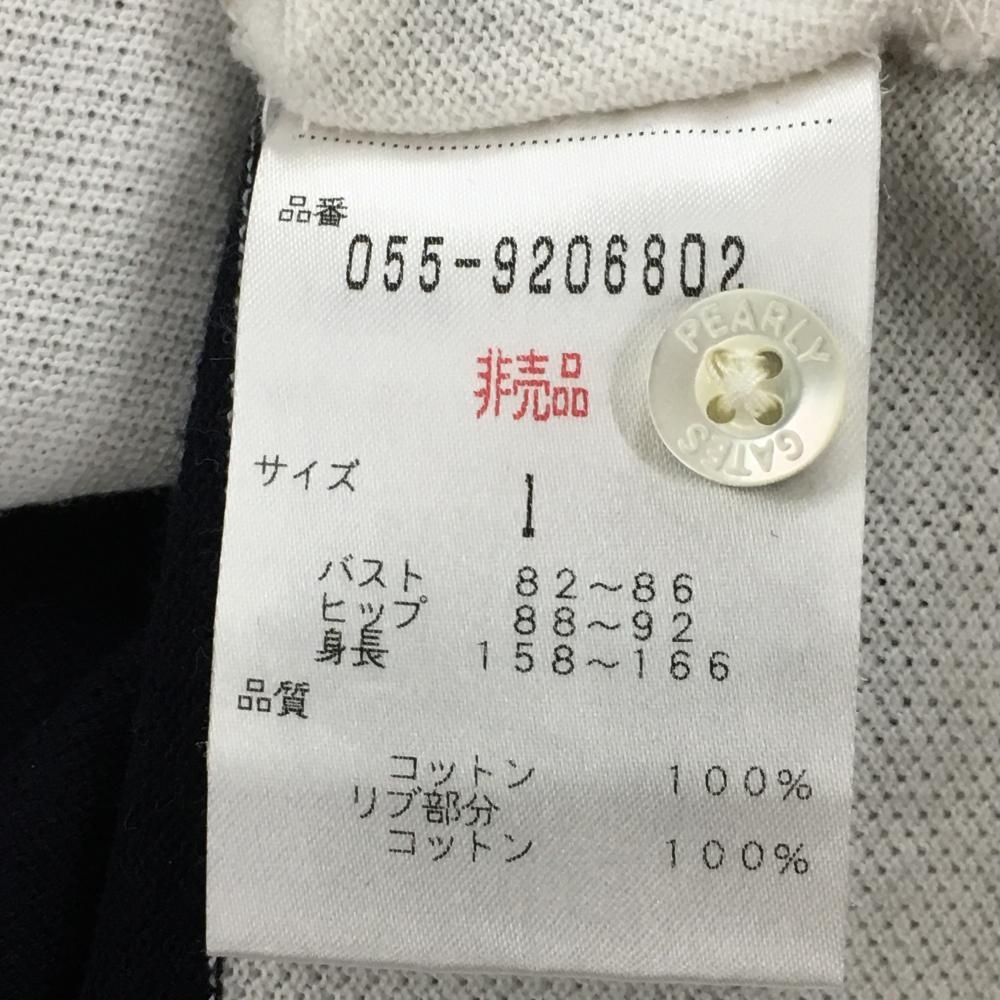 品番
055-9206802
PEARLY
GATES
非売品
サイズ 1
バスト 82～86
ヒップ 88～92
身長 158～166
品質
コットン 100%
リブ部分
コットン 100%